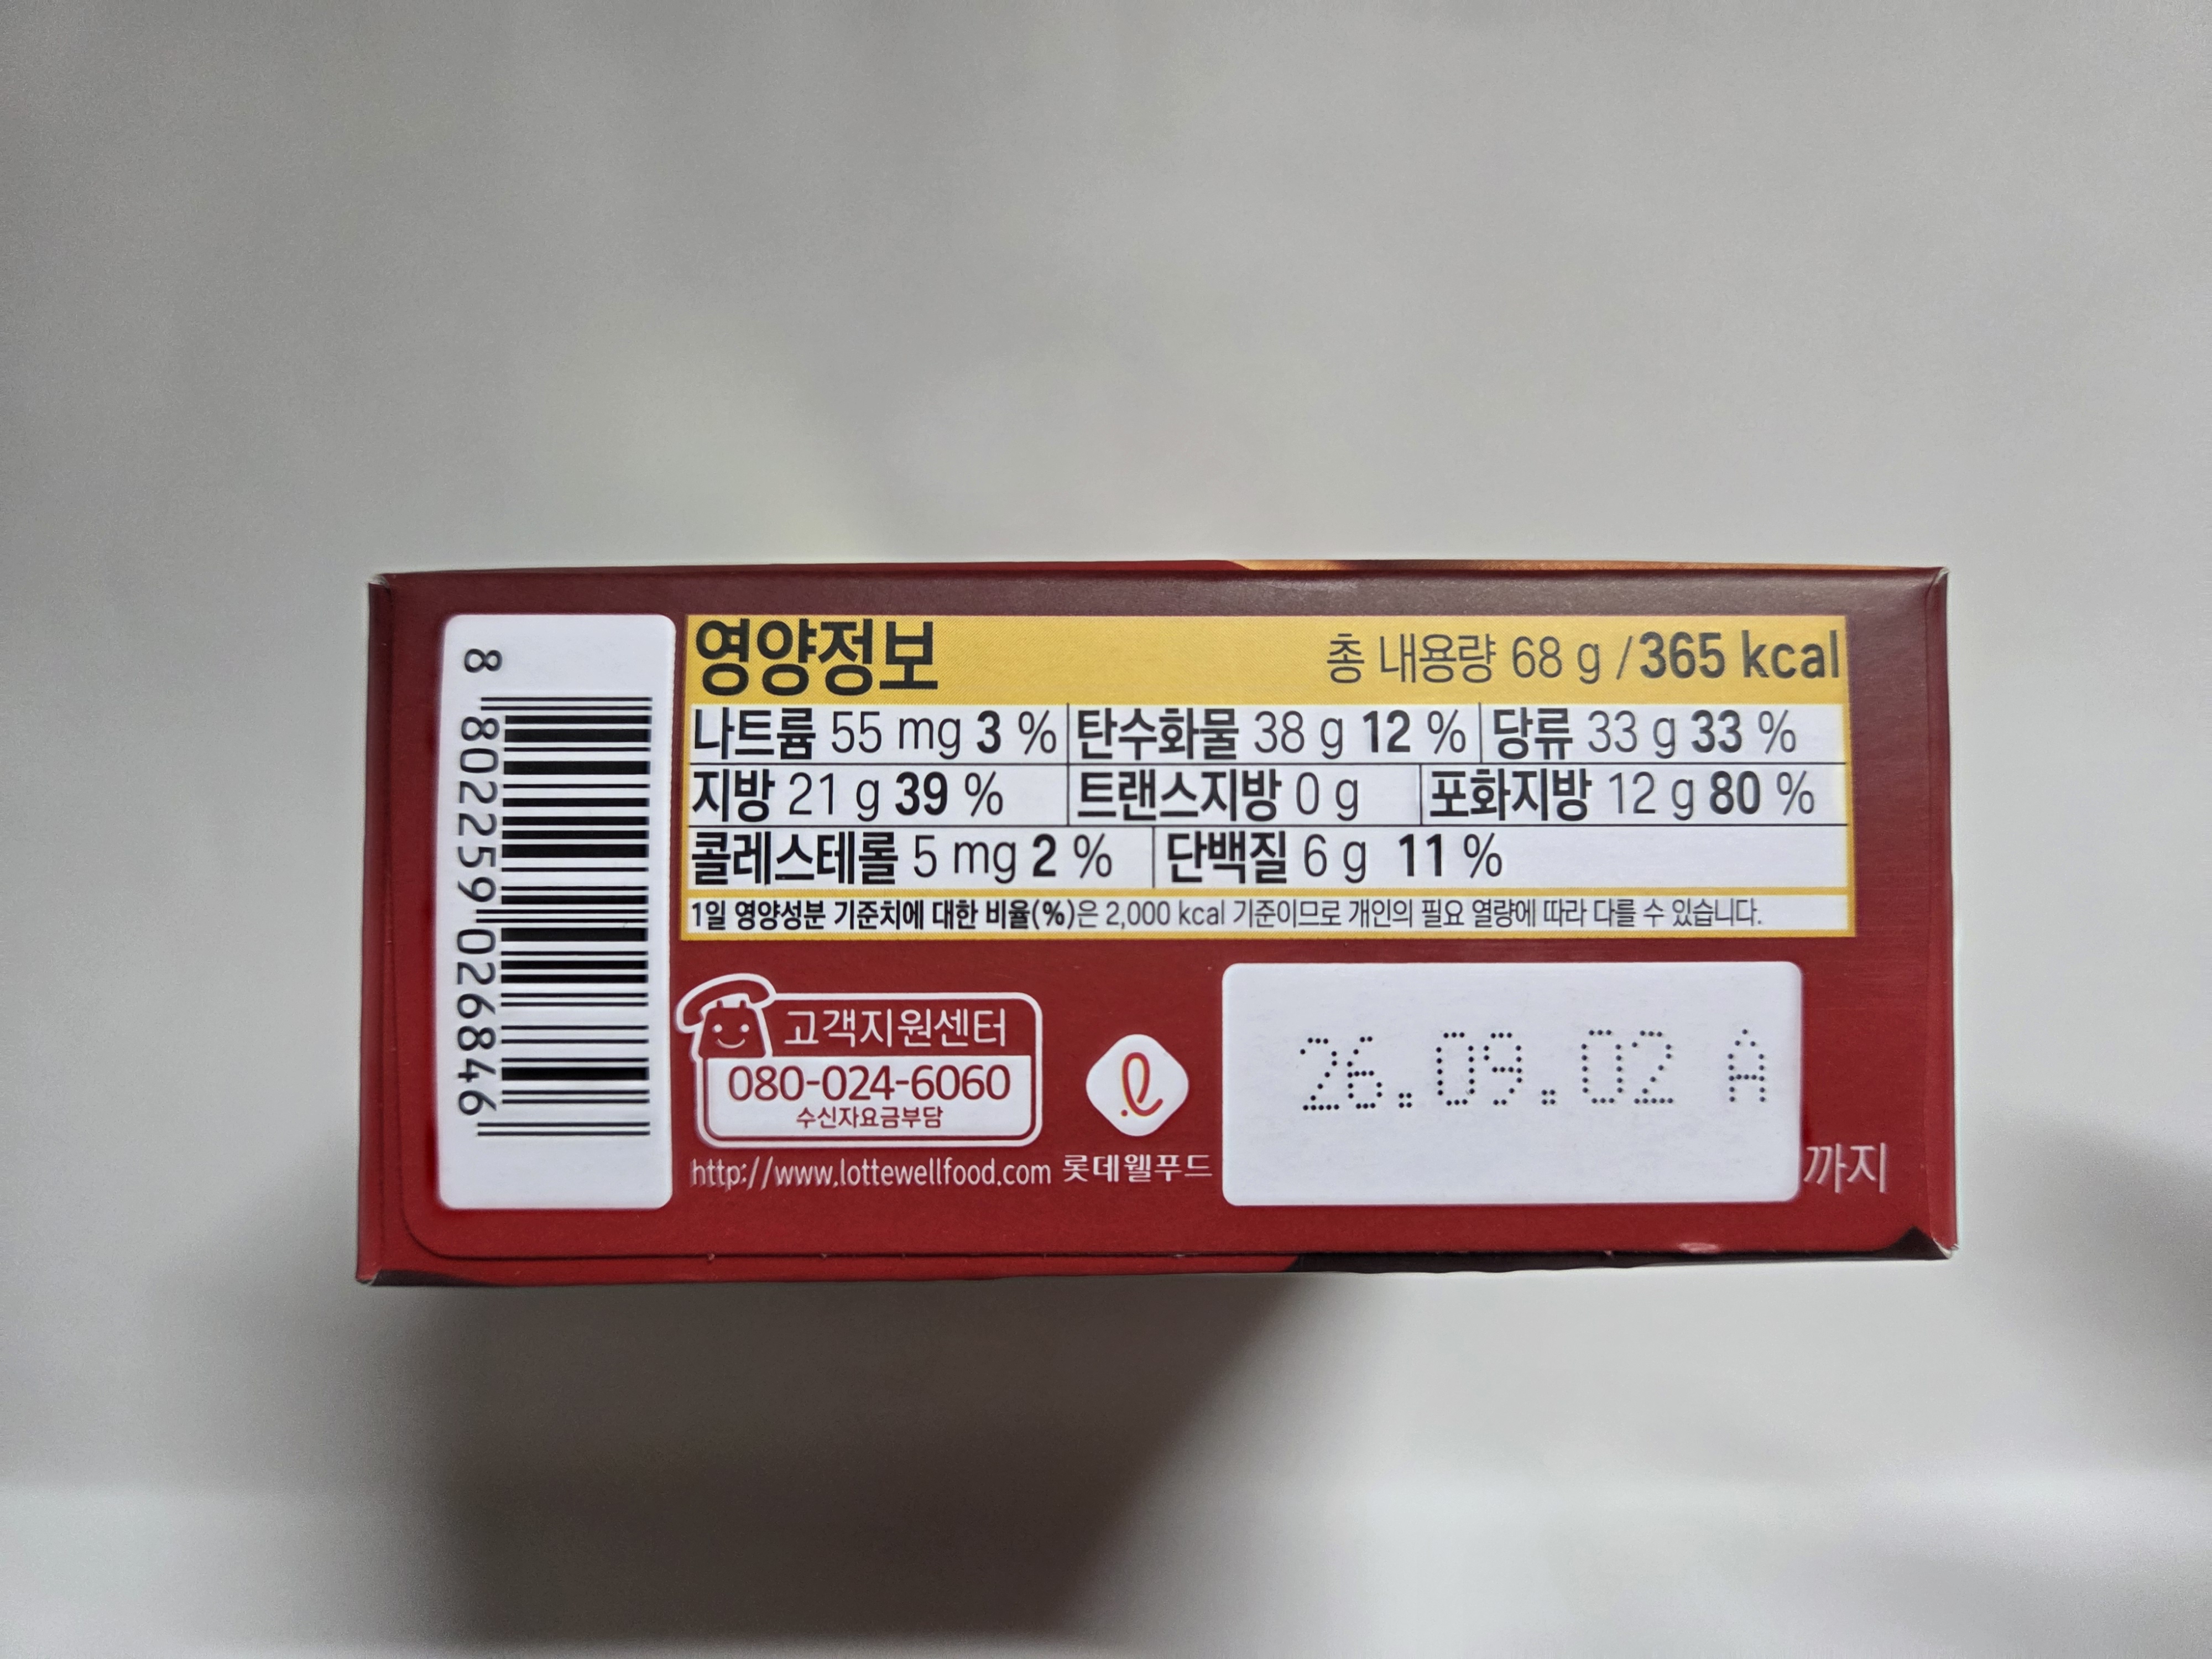 영양정보 총 내용량 68 g / 365 kcal
나트륨 55 mg 3 % 탄수화물 38 g 12 % 당류 33 g 33 %
지방 21 g 39 % 트랜스지방 0 g 포화지방 12 g 80 %
콜레스테롤 5 mg 2 % 단백질 6 g 11 %
1일 영양성분 기준치에 대한 비율(%)은 2,000 kcal 기준이므로 개인의 필요 열량에 따라 다를 수 있습니다.
8 802259 026846
고객지원센터
080-024-6060
수신자요금부담
http://www.lottewellfood.com 롯데웰푸드
26.09.02 A
까지